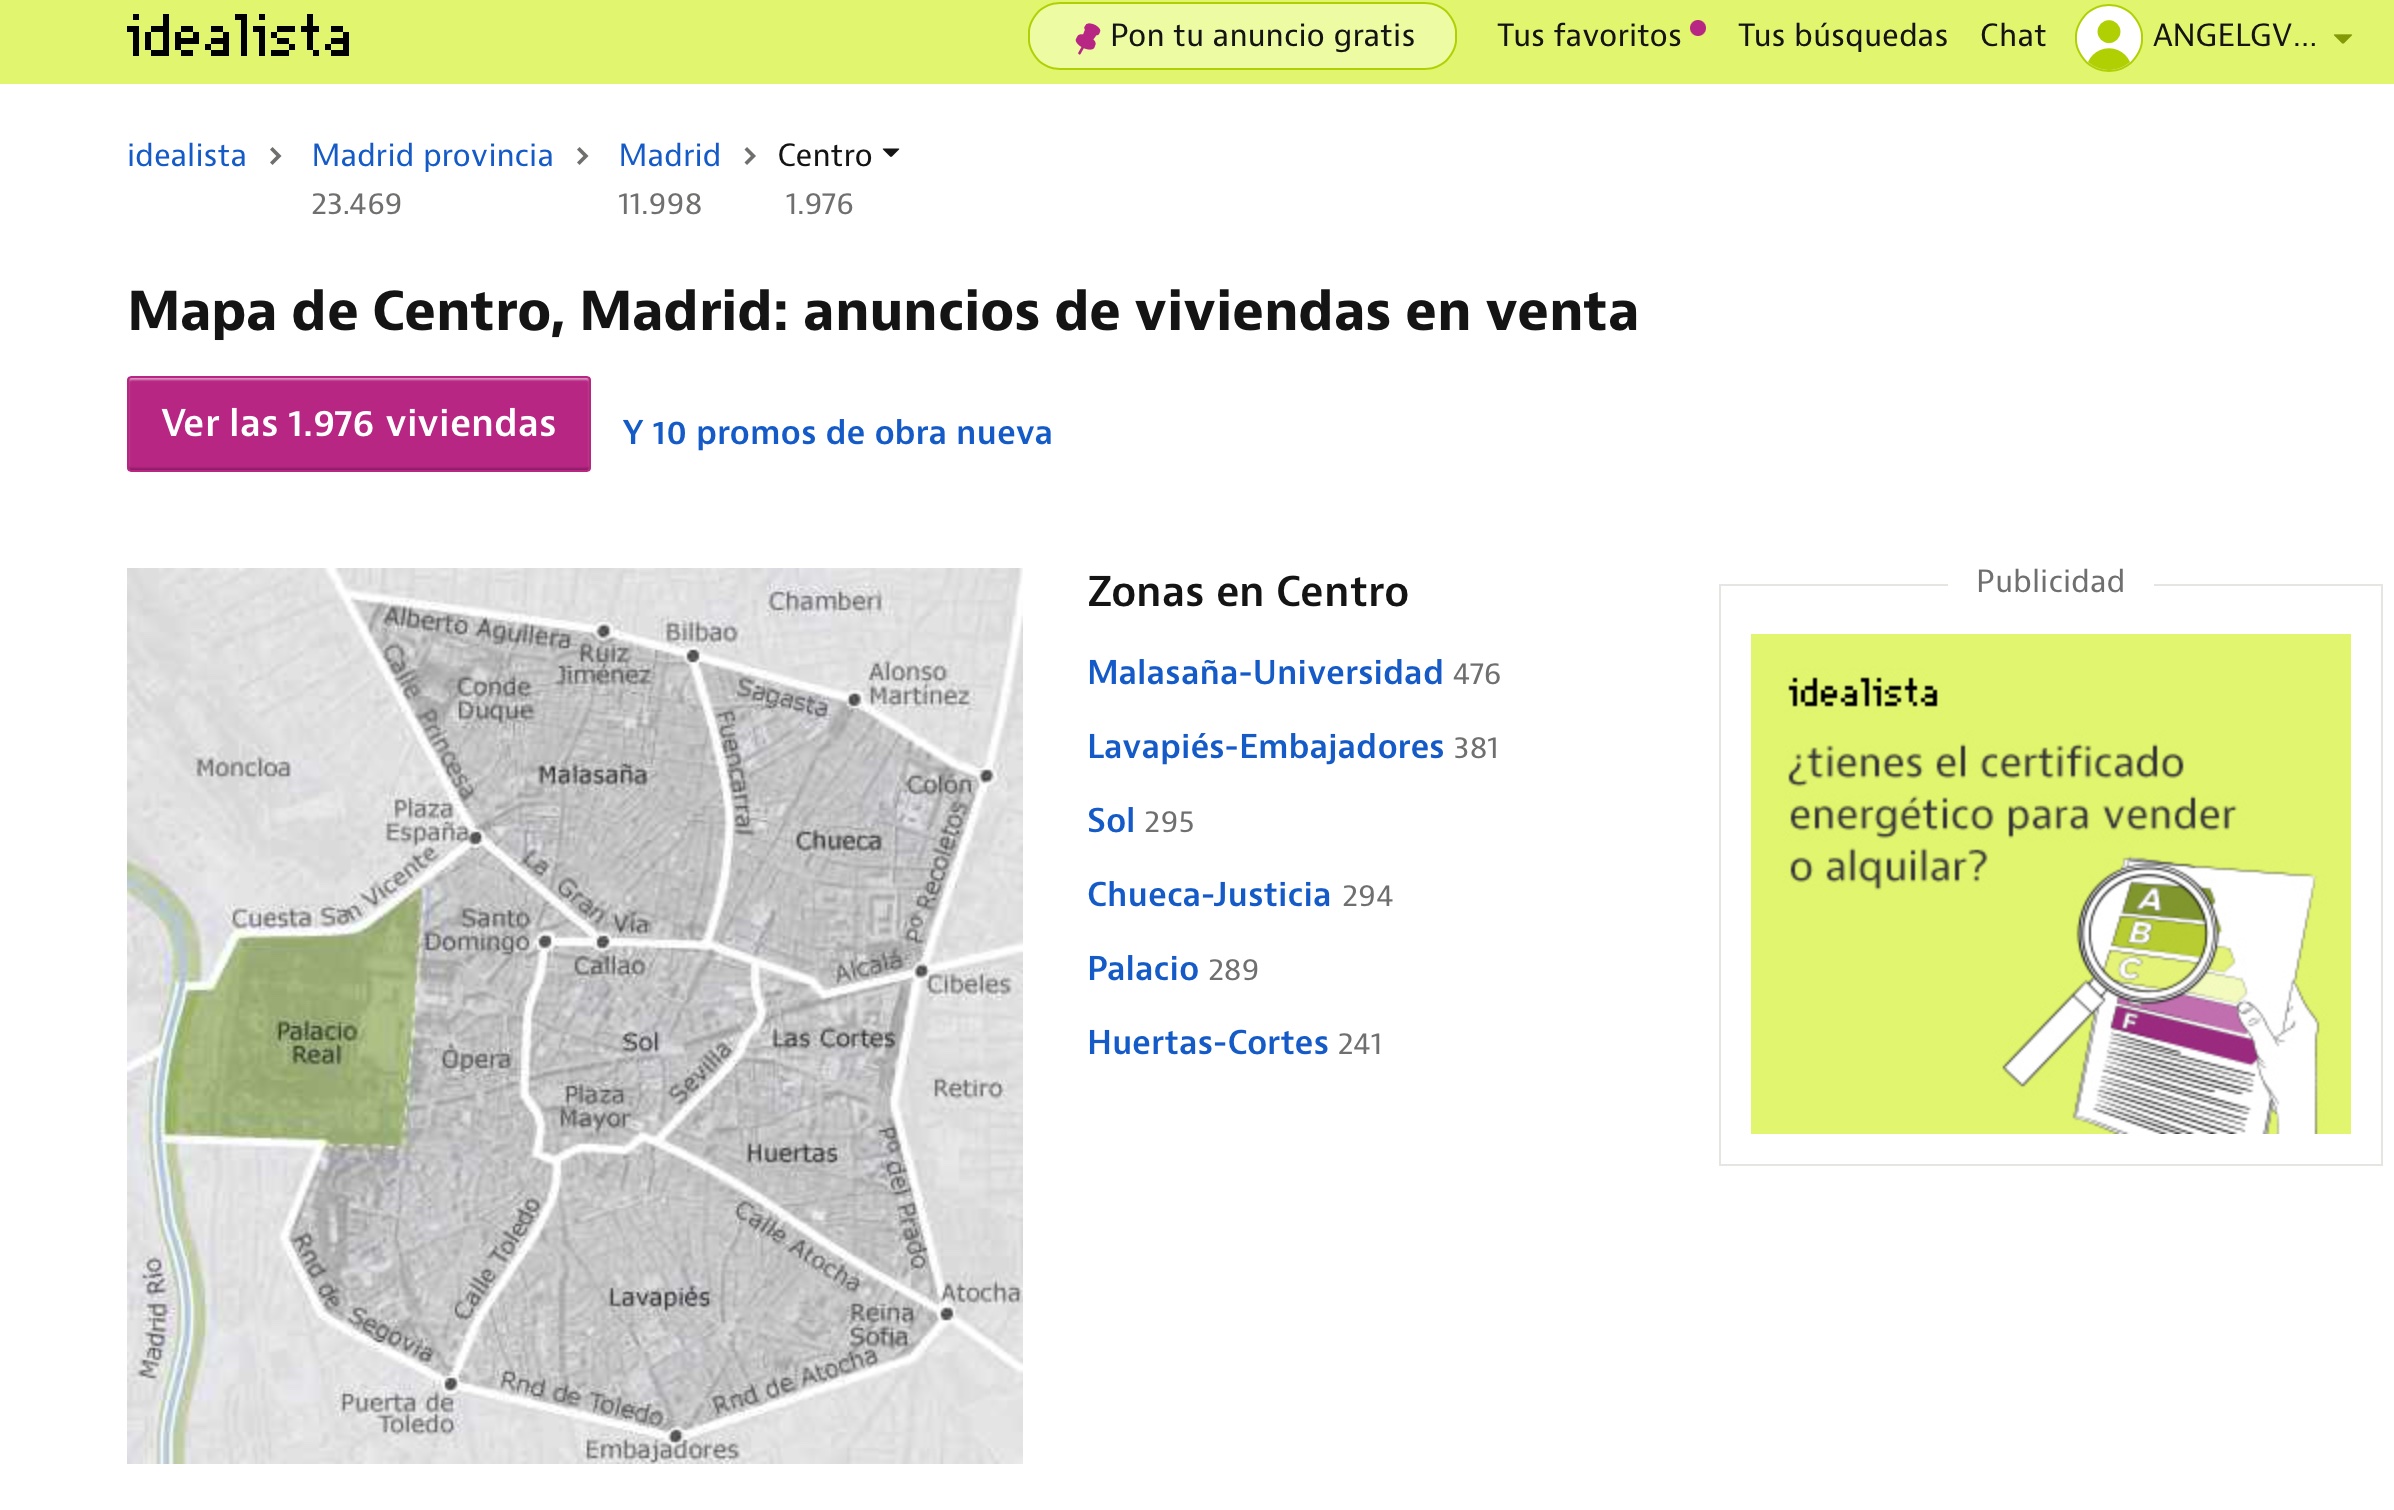 idealista
Pon tu anuncio gratis
Tus favoritos
Tus búsquedas
Chat
ANGELGV...
idealista > Madrid provincia > Madrid > Centro
23.469
11.998
1.976
Mapa de Centro, Madrid: anuncios de viviendas en venta
Ver las 1.976 viviendas
Y 10 promos de obra nueva
Chamberí
Alberto Aguilera
Ruiz
Jiménez
Bilbao
Sagasta
Alonso
Martínez
Calle Princesa
Conde
Duque
Fuencarral
Moncloa
Malasaña
Colón
Plaza
España
Chueca
Pº Recoletos
Cuesta San Vicente
La Gran Vía
Santo
Domingo
Callao
Alcalá
Cibeles
Palacio
Real
Ópera
Sol
Las Cortes
Sevilla
Plaza
Mayor
Retiro
Huertas
Pº del Prado
Calle Toledo
Calle Atocha
Rnd de Segovia
Madrid Río
Lavapiés
Reina
Sofía
Atocha
Rnd de Toledo
Rnd de Atocha
Puerta de
Toledo
Embajadores
Zonas en Centro
Malasaña-Universidad 476
Lavapiés-Embajadores 381
Sol 295
Chueca-Justicia 294
Palacio 289
Huertas-Cortes 241
Publicidad
idealista
¿tienes el certificado
energético para vender
o alquilar?
A
B
C
F